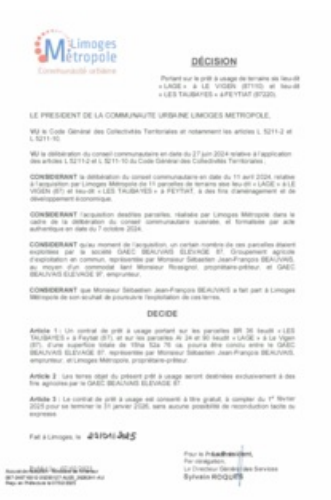 Limoges
Métropole
Communauté urbaine
DÉCISION
Portant sur le prêt à usage de terrains au lieu-dit
« LAGE » à LE VIGEN (87110) et lieu-dit
« LES TAUBAYES » à PEYTIAT (87220).
LE PRESIDENT DE LA COMMUNAUTE URBAINE LIMOGES METROPOLE,
VU le Code Général des Collectivités Territoriales et notamment les articles L 5211-2 et
L 5211-10.
VU la délibération du conseil communautaire en date du 27 juin 2024 relative à l'application
des articles L 5211-2 et L 5211-10 du Code Général des Collectivités Territoriales ;
CONSIDERANT la délibération du conseil communautaire en date du 11 avril 2024, relative
à l'acquisition par Limoges Métropole de 11 parcelles de terrains sises lieu-dit « LAGE » à LE
VIGEN (87) et lieu-dit « LES TAUBAYES » à PEYTIAT, à des fins d'aménagement et de
développement économique.
CONSIDERANT l'acquisition desdites parcelles, réalisée par Limoges Métropole dans le
cadre de la délibération du conseil communautaire susvisée, et formalisée par acte
authentique en date du 7 octobre 2024.
CONSIDERANT qu'au moment de l'acquisition, un certain nombre de ces parcelles étaient
exploitées par la société GAEC BEAUVAIS ELEVAGE 87, Groupement agricole
d'exploitation en commun, représentée par Monsieur Sébastien Jean-François BEAUVAIS,
au moyen d'un commodat liant Monsieur Rossignol, propriétaire-prêteur, et GAEC
BEAUVAIS ELEVAGE 87, emprunteur.
CONSIDERANT que Monsieur Sébastien Jean-François BEAUVAIS a fait part à Limoges
Métropole de son souhait de poursuivre l'exploitation de ces terres.
DECIDE
Article 1 : Un contrat de prêt à usage portant sur les parcelles BR 36 lieudit « LES
TAUBAYES » à Peytiat (87), et sur les parcelles AI 24 et 80 lieudit « LAGE » à Le Vigen
(87), d'une superficie totale de 16ha 52a 76 ca pourra être conclu entre le GAEC
BEAUVAIS ELEVAGE 87, représentée par Monsieur Sébastien Jean-François BEAUVAIS,
emprunteur, et Limoges Métropole, propriétaire-prêteur.
Article 2 : Les terres objet du présent prêt à usage seront destinées exclusivement à des
fins agricoles par le GAEC BEAUVAIS ELEVAGE 87.
Article 3 : Le contrat de prêt à usage est consenti à titre gratuit, à compter du 1er février
2025 pour se terminer le 31 janvier 2026, sans aucune possibilité de reconduction tacite ou
expresse.
Fait à Limoges, le
Pour le Président,
Par délégation,
Le Directeur Général des Services
Sylvain ROQUES